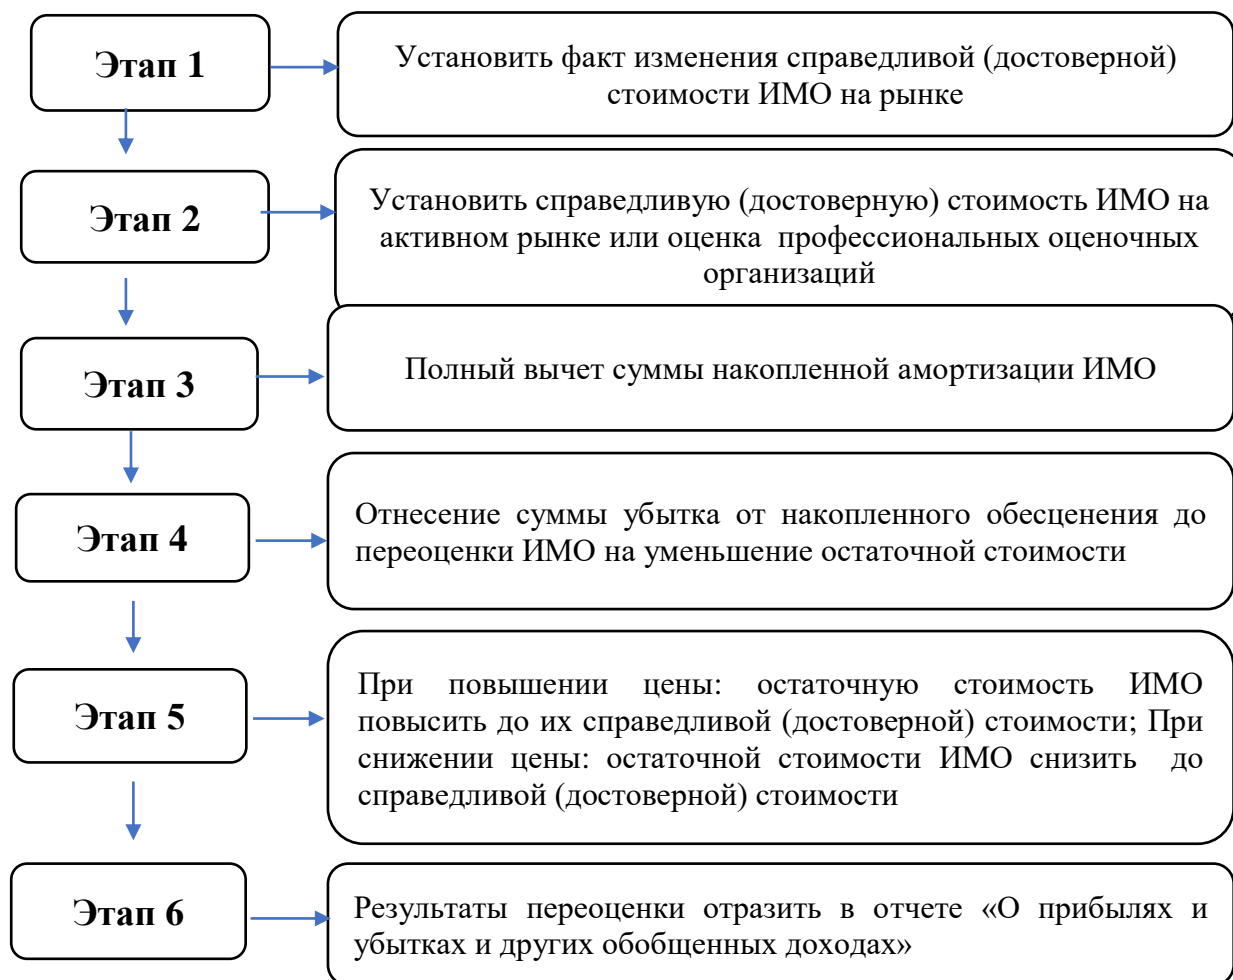 Этап 1
Установить факт изменения справедливой (достоверной)
стоимости ИМО на рынке
Этап 2
Установить справедливую (достоверную) стоимость ИМО на
активном рынке или оценка профессиональных оценочных
организаций
Этап 3
Полный вычет суммы накопленной амортизации ИМО
Этап 4
Отнесение суммы убытка от накопленного обесценения до
переоценки ИМО на уменьшение остаточной стоимости
Этап 5
При повышении цены: остаточную стоимость ИМО
повысить до их справедливой (достоверной) стоимости; При
снижении цены: остаточной стоимости ИМО снизить до
справедливой (достоверной) стоимости
Этап 6
Результаты переоценки отразить в отчете «О прибылях и
убытках и других обобщенных доходах»